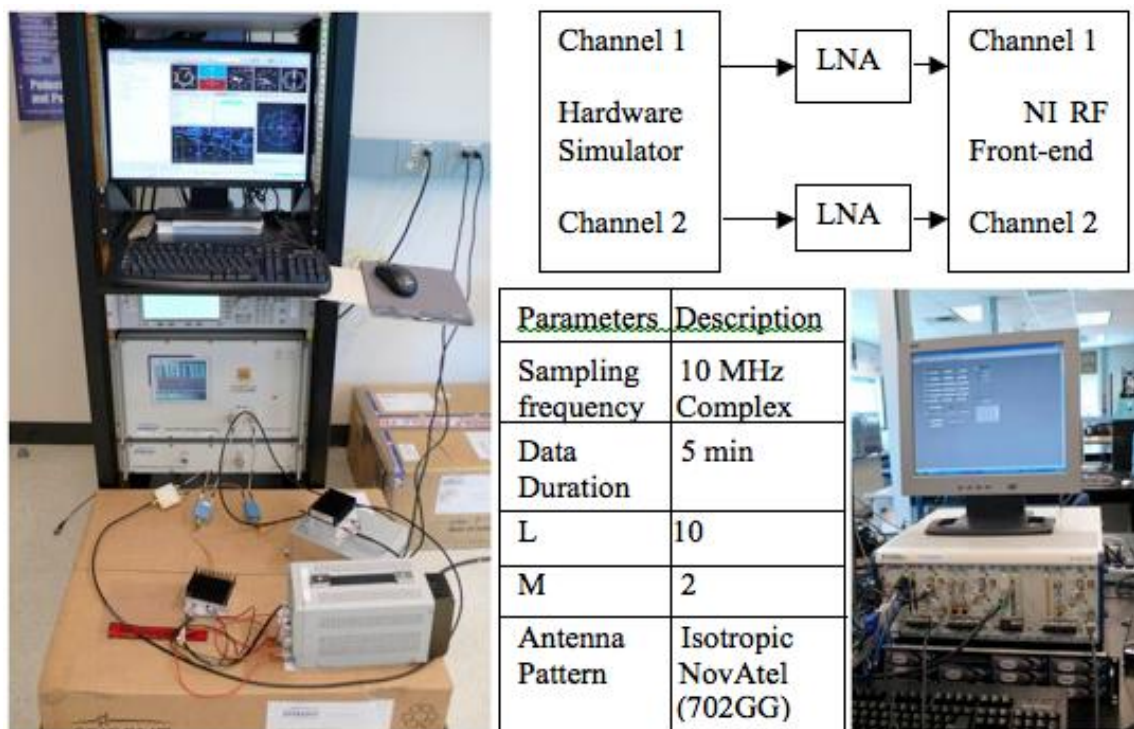 Channel 1
LNA
Channel 1
Hardware
Simulator
NI RF
Front-end
Channel 2
LNA
Channel 2
Parameters Description
Sampling
frequency
10 MHz
Complex
Data
Duration
5 min
L 10
M 2
Antenna
Pattern
Isotropic
NovAtel
(702GG)